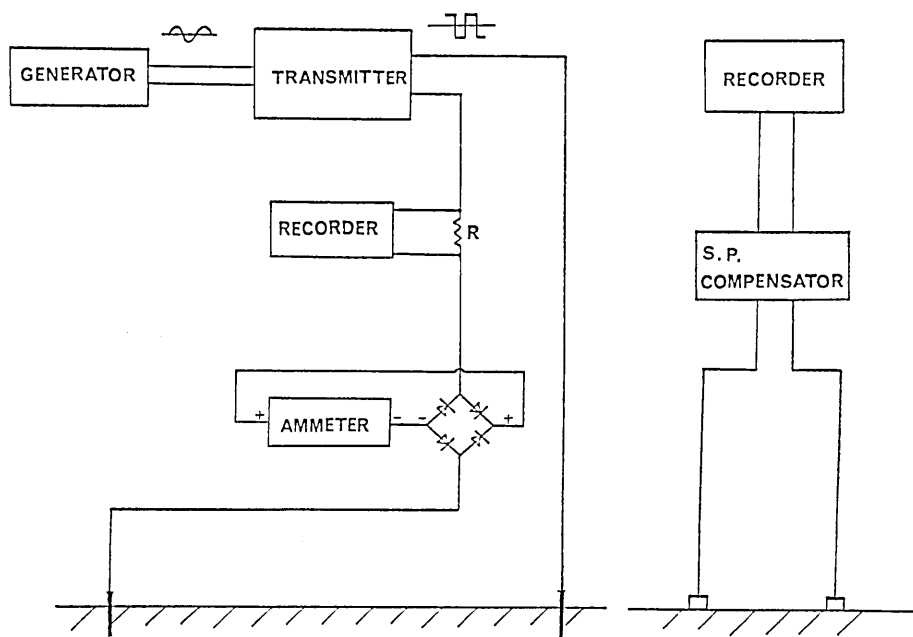 GENERATOR
TRANSMITTER
RECORDER
R
+ AMMETER - - +
RECORDER
S.P.
COMPENSATOR